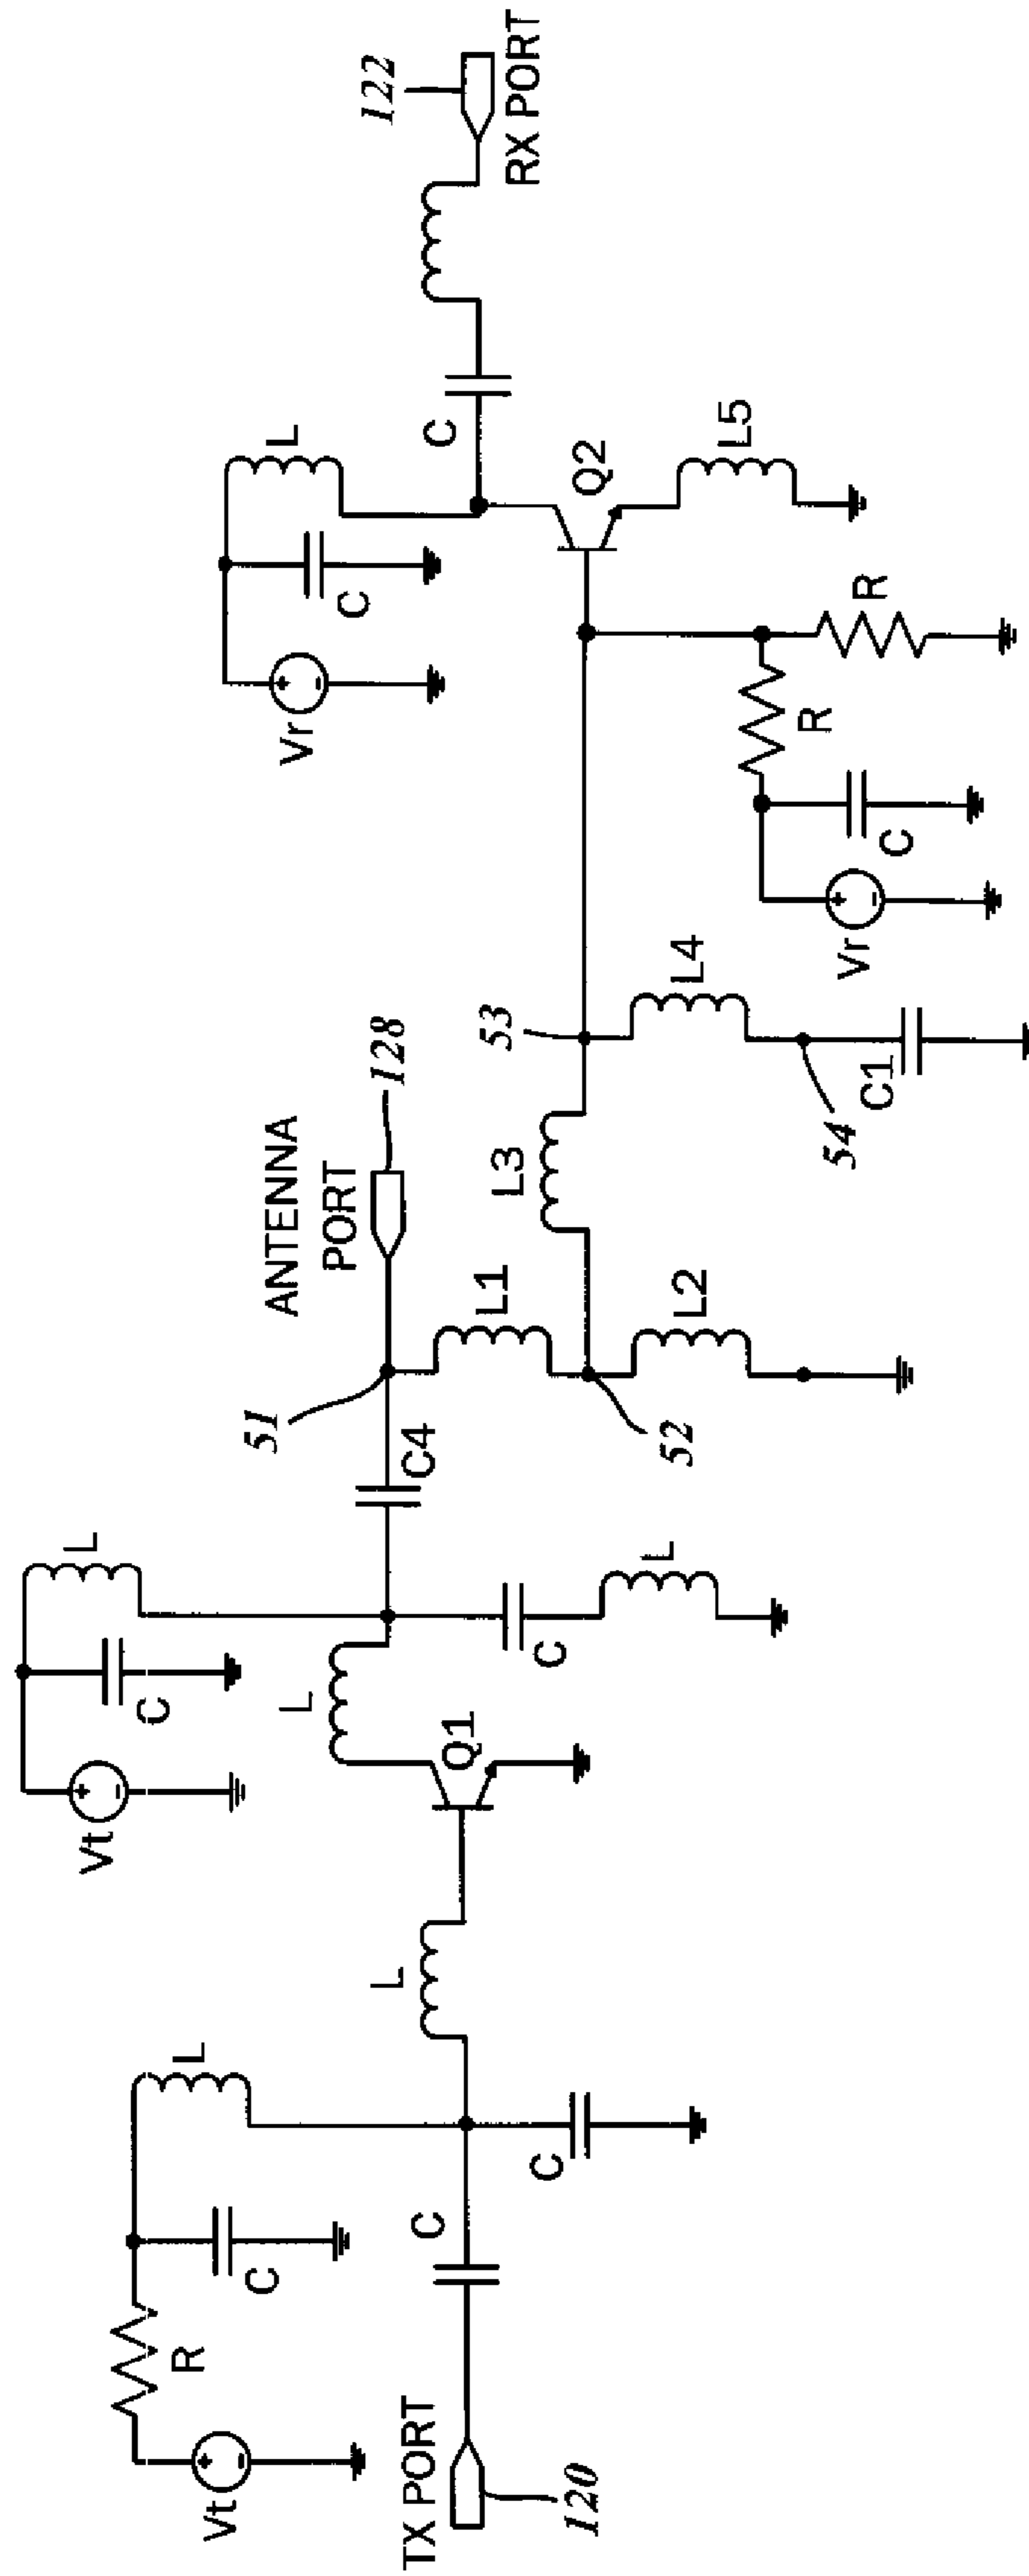 Vt
R
C
L
TX PORT
120
C
C
L
Vt
C
L
L
Q1
C
L
C4
51
ANTENNA
PORT
128
L1
52
L2
L3
53
L4
54
C1
Vr
C
R
R
Vr
C
L
Q2
L5
C
122
RX PORT